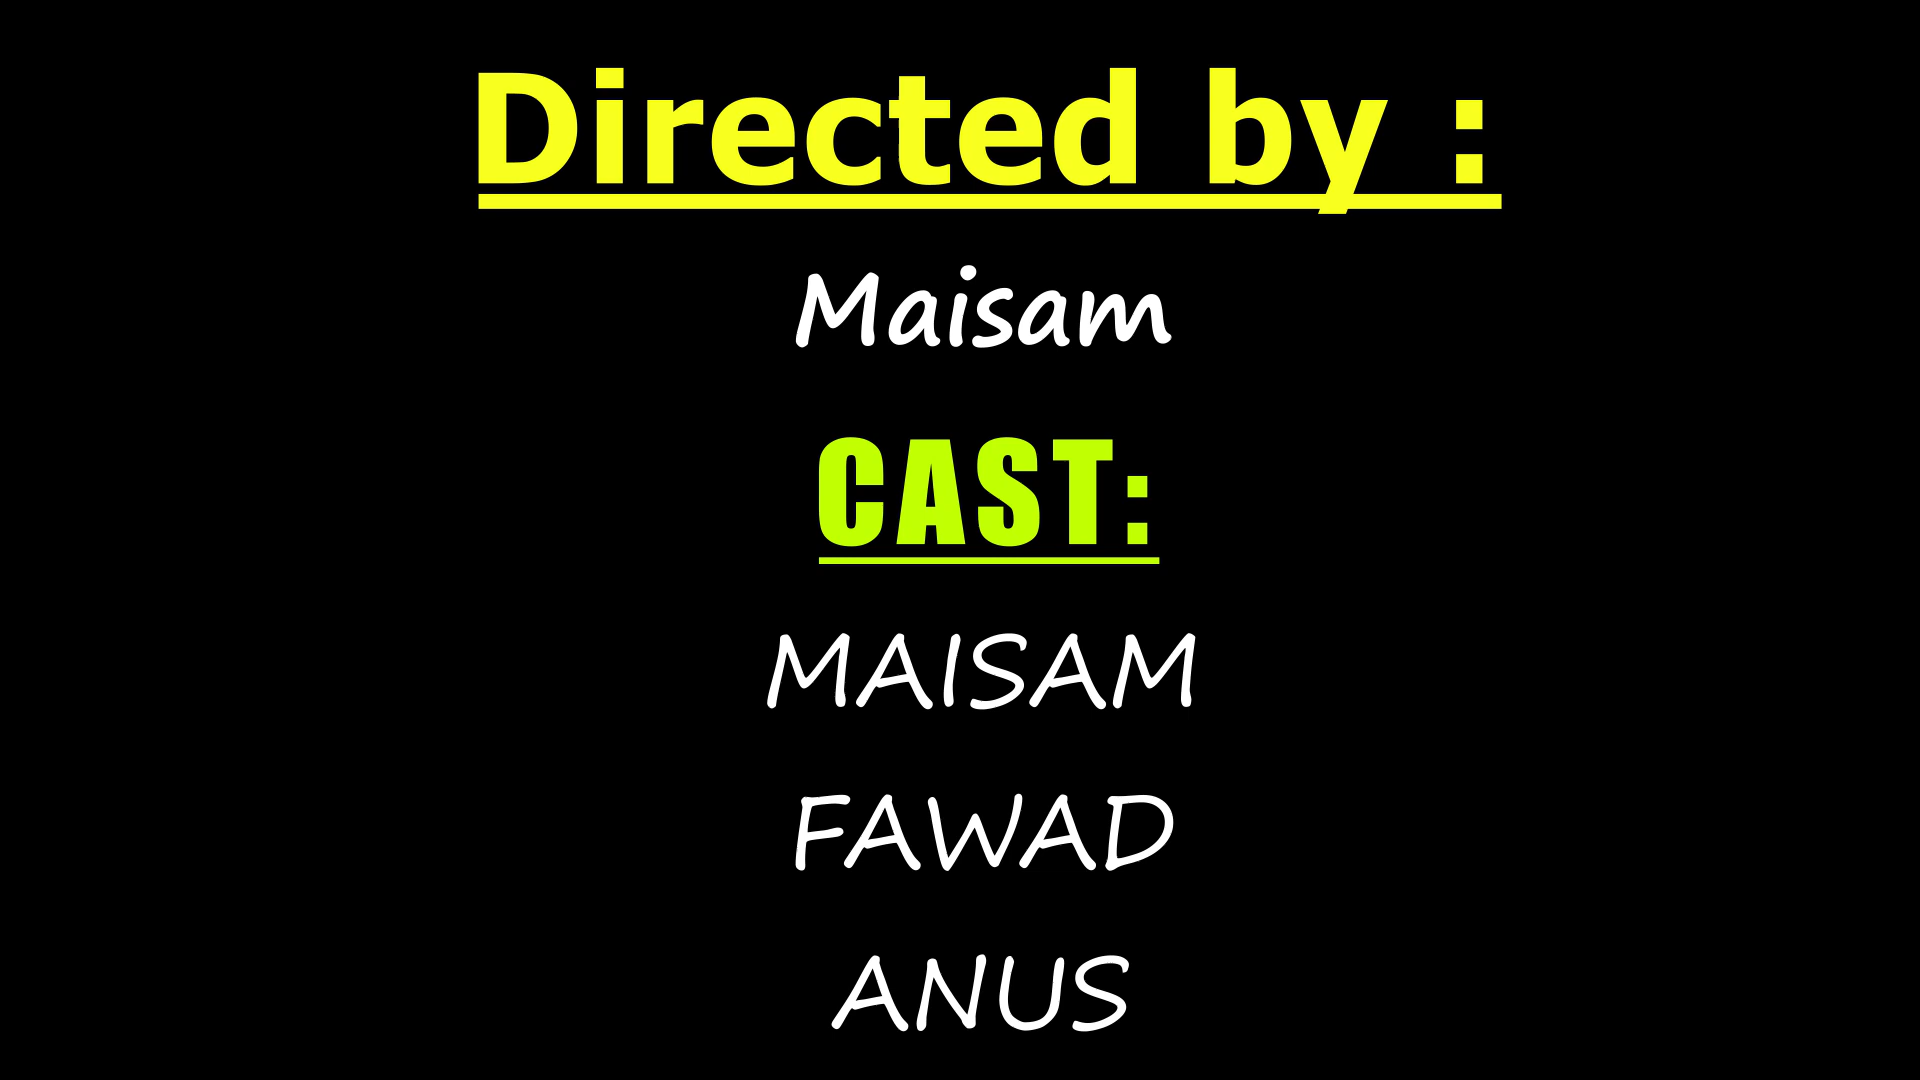 Directed by :
Maisam
CAST:
MAISAM
FAWAD
ANUS